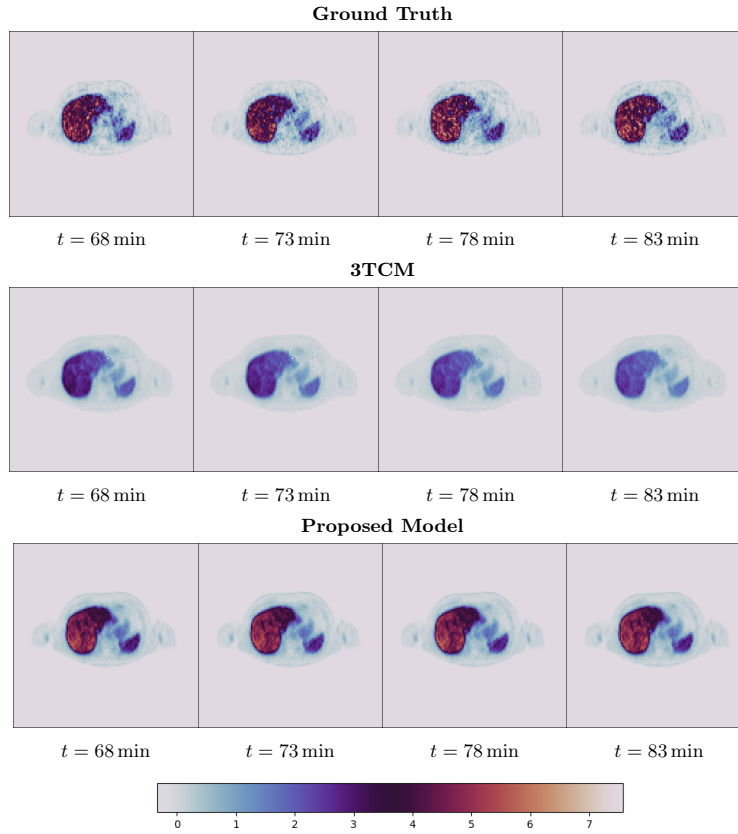 Ground Truth
t = 68 min t = 73 min t = 78 min t = 83 min
3TCM
t = 68 min t = 73 min t = 78 min t = 83 min
Proposed Model
t = 68 min t = 73 min t = 78 min t = 83 min
0 1 2 3 4 5 6 7